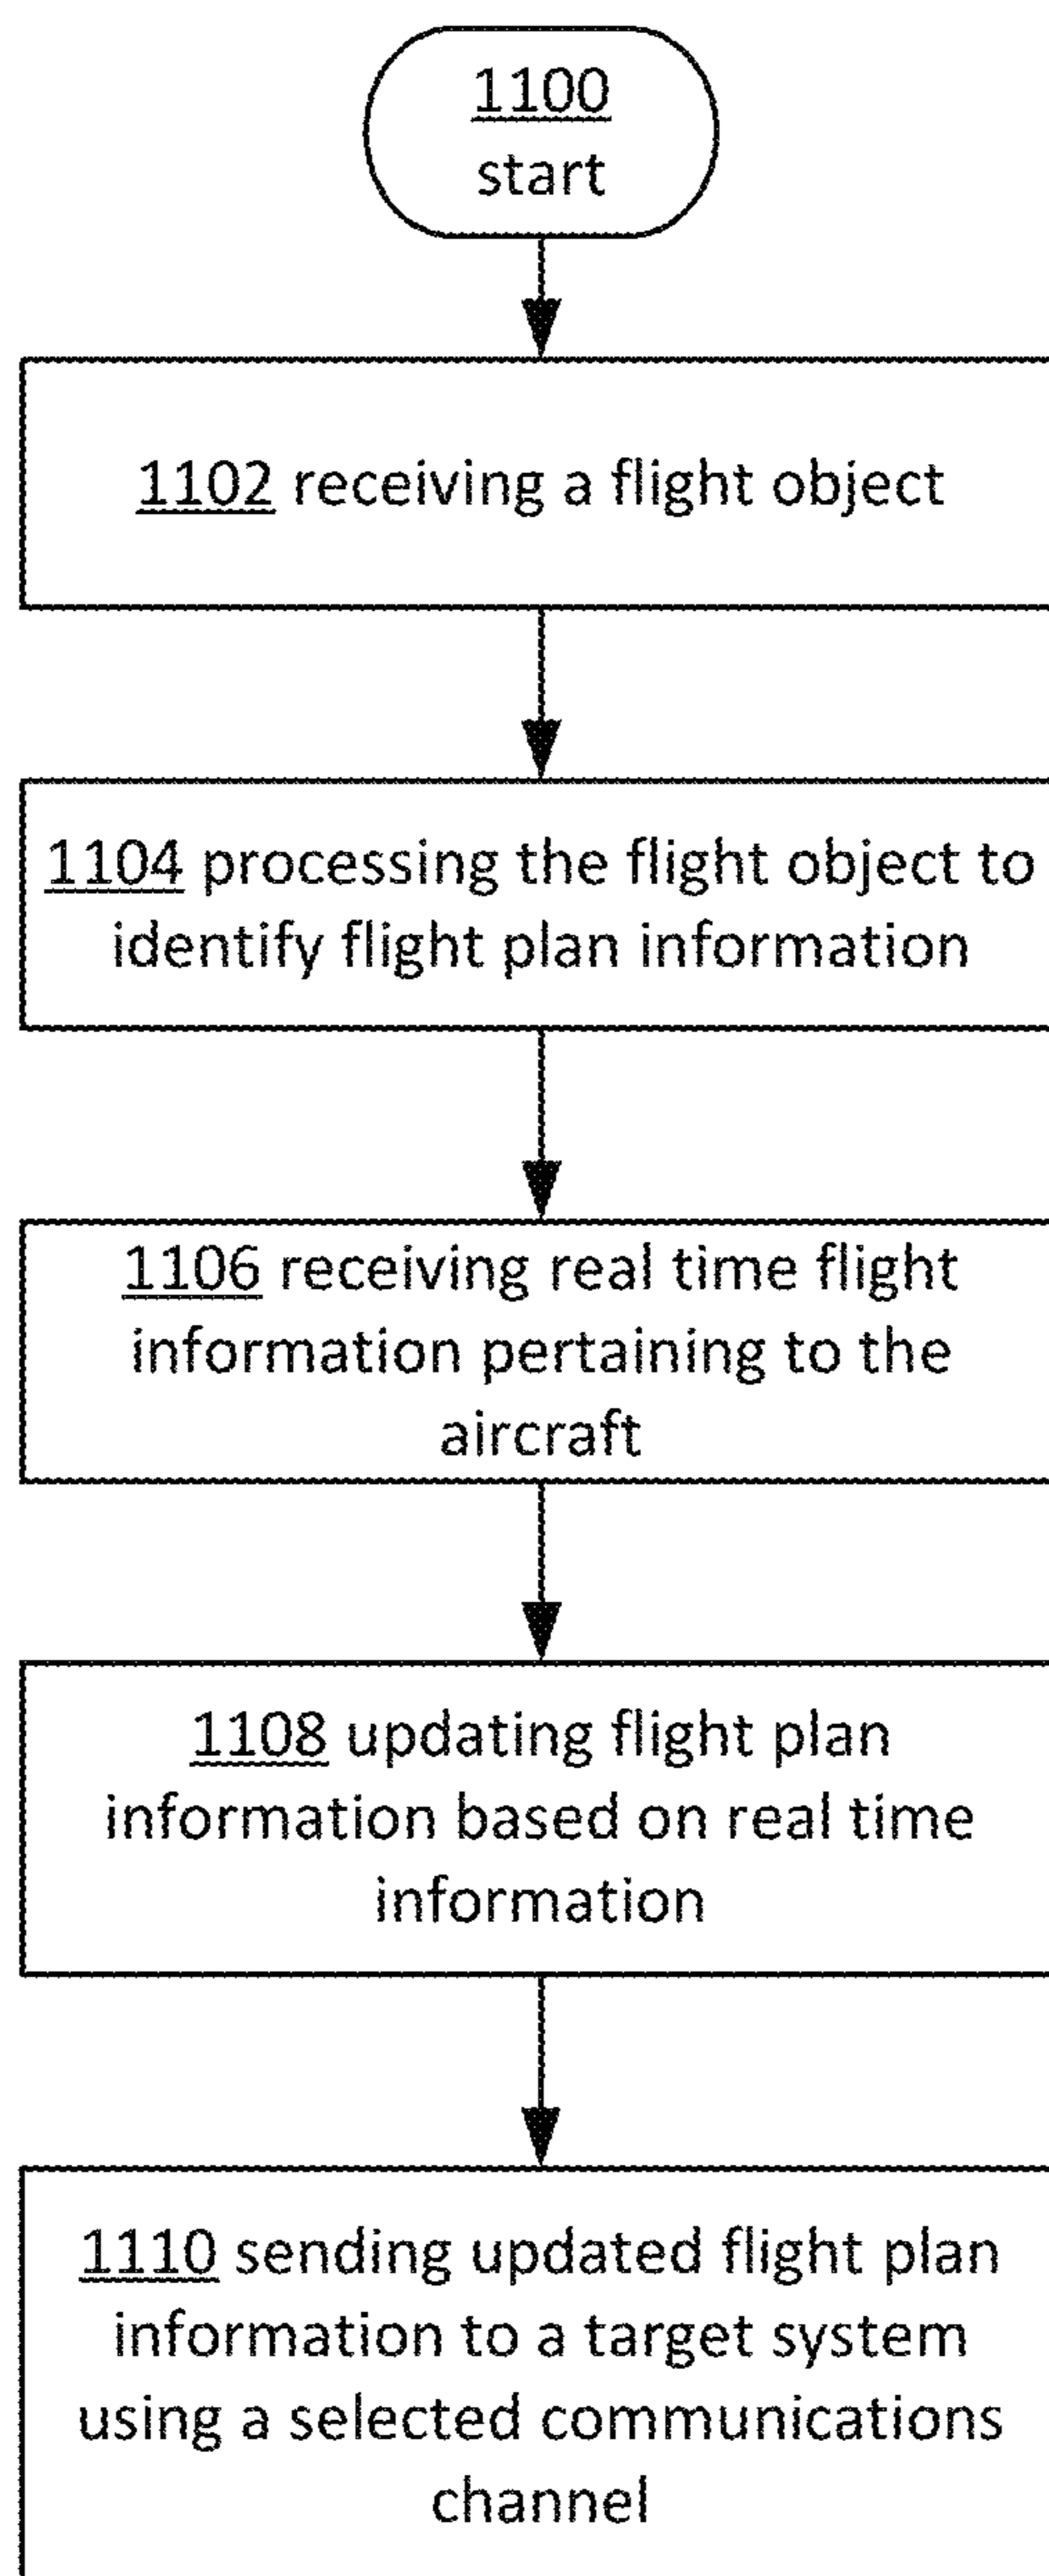 1100
start
1102 receiving a flight object
1104 processing the flight object to
identify flight plan information
1106 receiving real time flight
information pertaining to the
aircraft
1108 updating flight plan
information based on real time
information
1110 sending updated flight plan
information to a target system
using a selected communications
channel